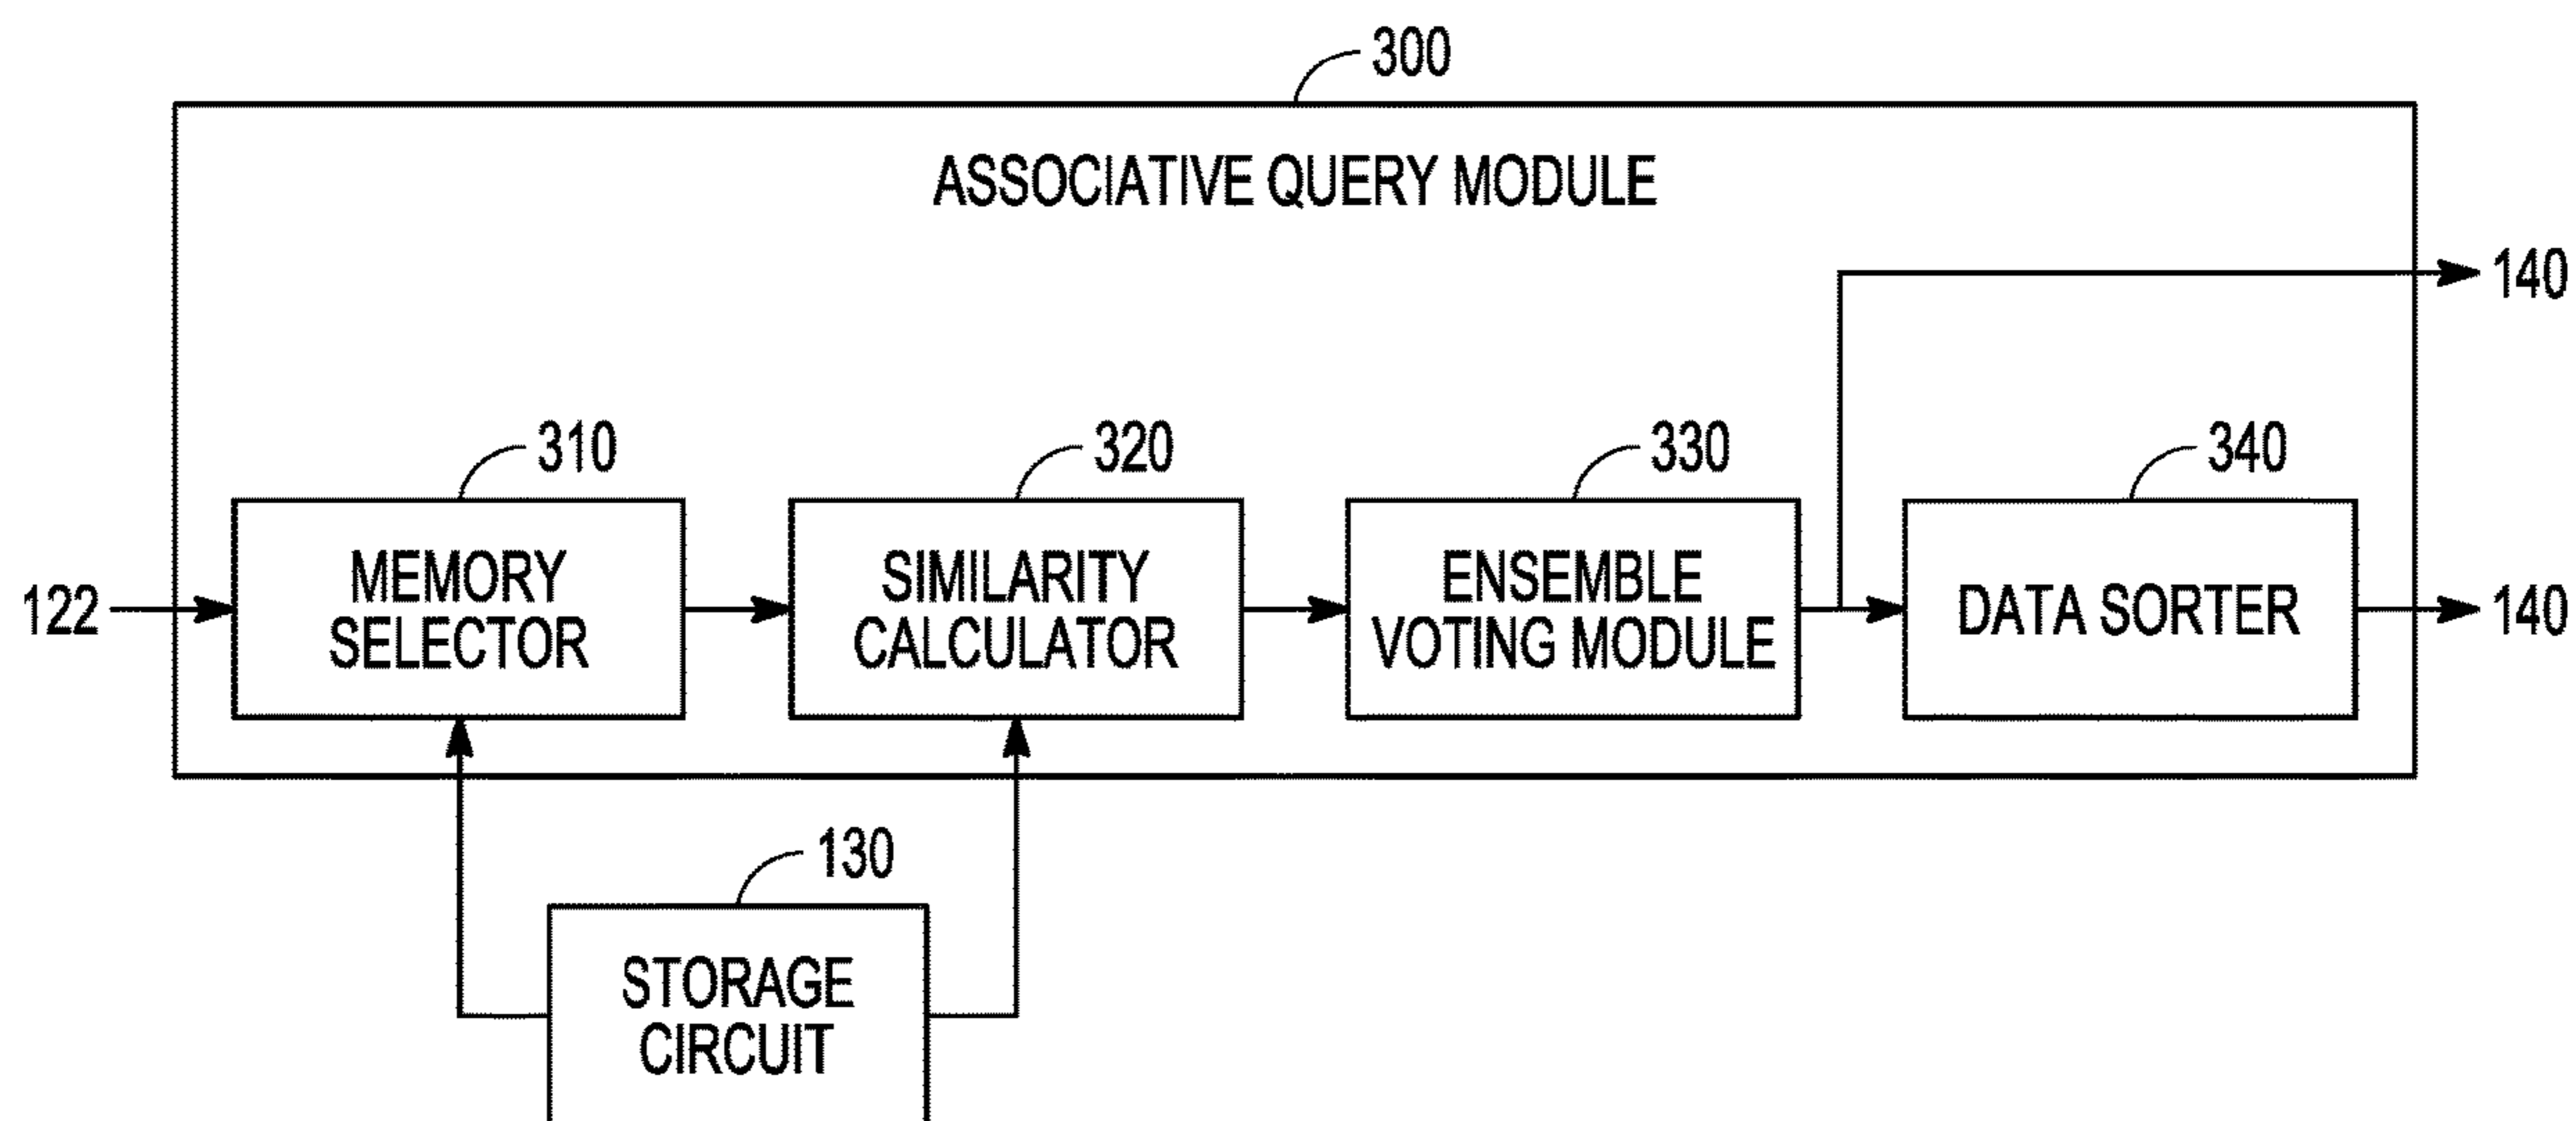 300
ASSOCIATIVE QUERY MODULE
140
310
320
330
340
122
MEMORY
SELECTOR
SIMILARITY
CALCULATOR
ENSEMBLE
VOTING MODULE
DATA SORTER
140
130
STORAGE
CIRCUIT